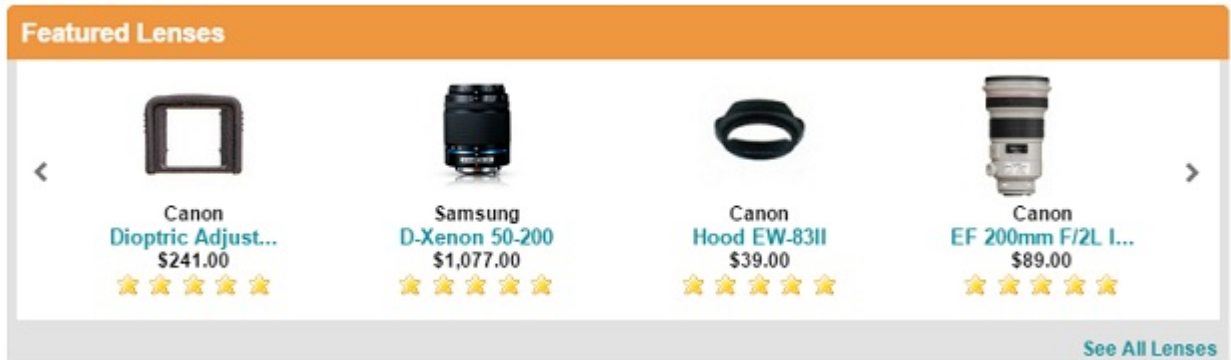 Featured Lenses
Canon
Dioptric Adjust...
$241.00
Samsung
D-Xenon 50-200
$1,077.00
Canon
Hood EW-83II
$39.00
Canon
EF 200mm F/2L I...
$89.00
See All Lenses